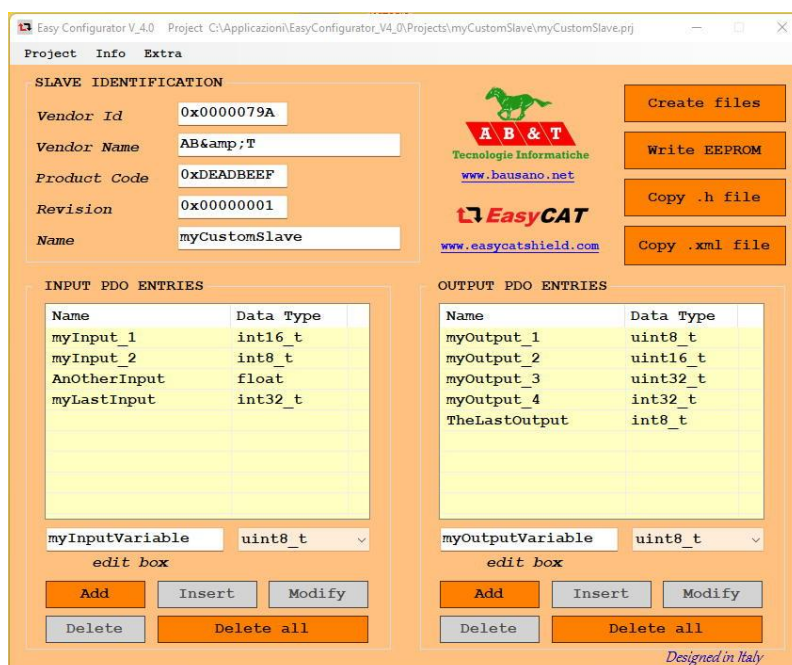 Easy Configurator V_4.0 Project C:\Applicazioni\EasyConfigurator_V4_0\Projects\myCustomSlave\myCustomSlave.prj
Project Info Extra
SLAVE IDENTIFICATION
Vendor Id 0x0000079A
Vendor Name AB&amp;T
Product Code 0xDEADBEEF
Revision 0x00000001
Name myCustomSlave
AB&T
Tecnologie Informatiche
www.bausano.net
EasyCAT
www.easycatshield.com
Create files
Write EEPROM
Copy .h file
Copy .xml file
INPUT PDO ENTRIES
Name Data Type
myInput_1 int16_t
myInput_2 int8_t
AnOtherInput float
myLastInput int32_t
myInputVariable uint8_t
edit box
Add Insert Modify
Delete Delete all
OUTPUT PDO ENTRIES
Name Data Type
myOutput_1 uint8_t
myOutput_2 uint16_t
myOutput_3 uint32_t
myOutput_4 int32_t
TheLastOutput int8_t
myOutputVariable uint8_t
edit box
Add Insert Modify
Delete Delete all
Designed in Italy